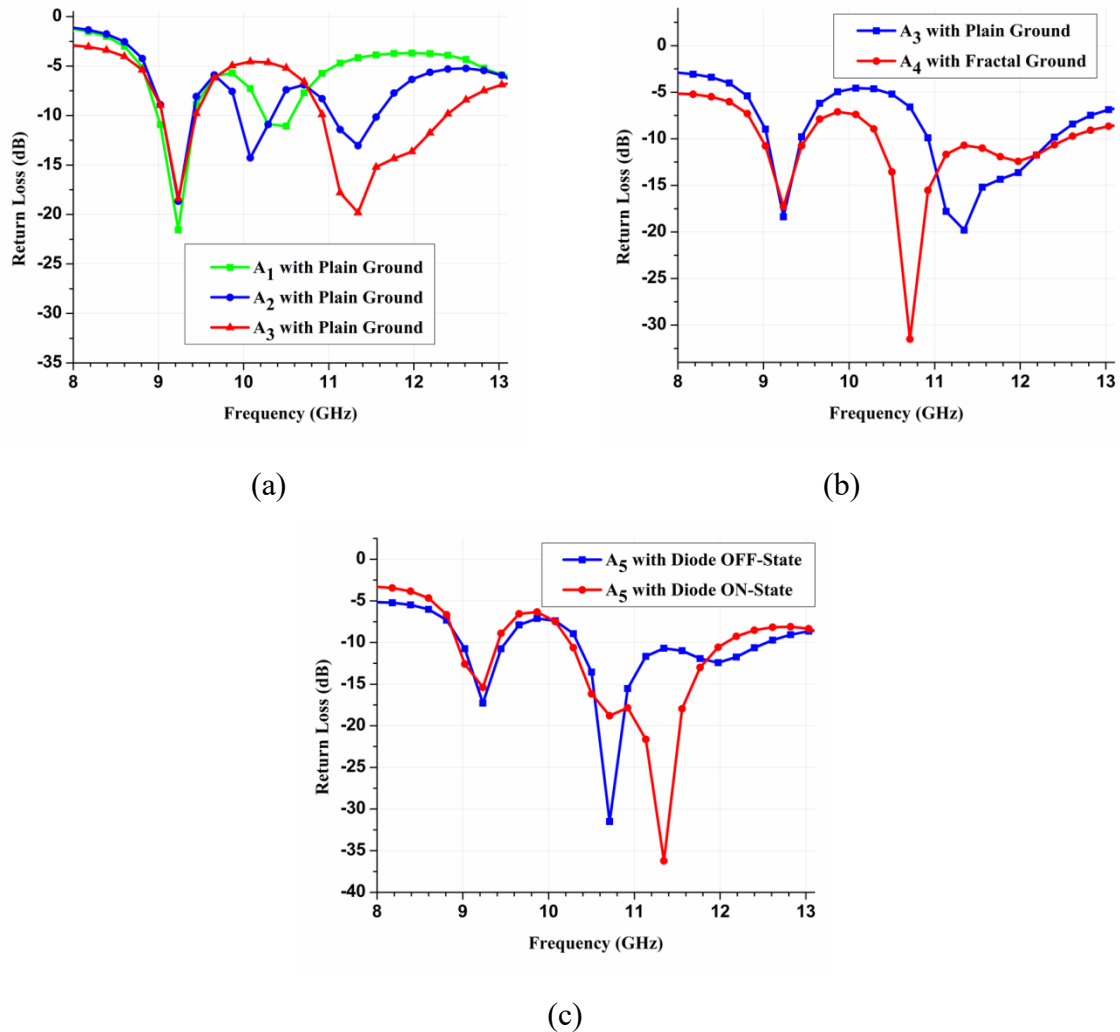 0
-5
-10
-15
-20
-25
-30
-35
Return Loss (dB)
A1 with Plain Ground
A2 with Plain Ground
A3 with Plain Ground
8 9 10 11 12 13
Frequency (GHz)
(a)
0
-5
-10
-15
-20
-25
-30
Return Loss (dB)
A3 with Plain Ground
A4 with Fractal Ground
8 9 10 11 12 13
Frequency (GHz)
(b)
0
-5
-10
-15
-20
-25
-30
-35
-40
Return Loss (dB)
A5 with Diode OFF-State
A5 with Diode ON-State
8 9 10 11 12 13
Frequency (GHz)
(c)